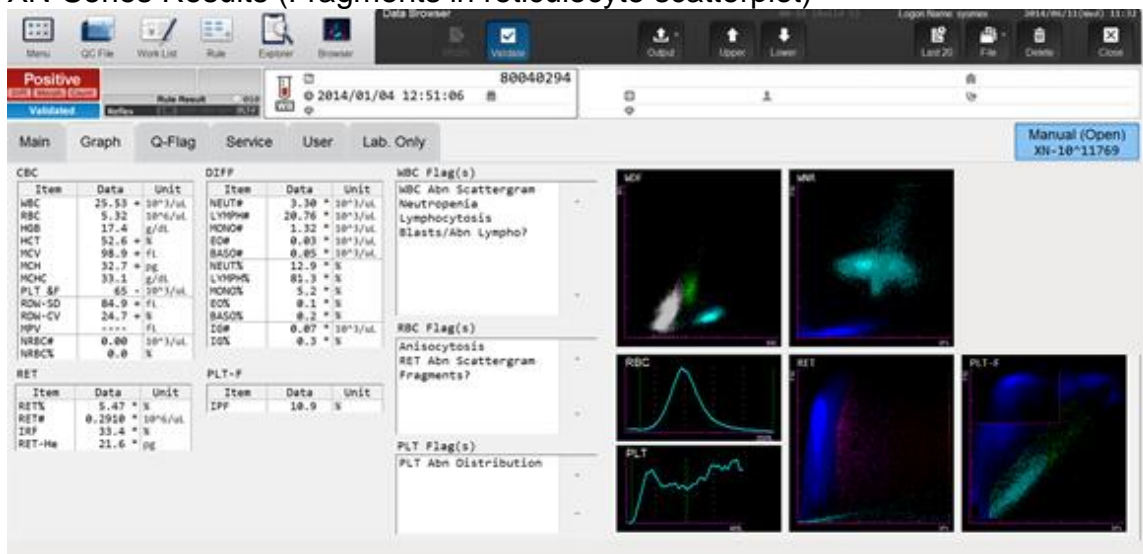 XN-Series Results (Fragments in reticulocyte scatterplot)
Data Browser
Logon Name: sysmex 2014/06/11(Wed) 11:32
Menu QC File Work List Rule Explorer Browser Validate Output Upper Lower Last 20 File Delete Close
Positive
Diff. Morph. Count
80040294
Validated Reflex Rule Result
WB 2014/01/04 12:51:06
Main Graph Q-Flag Service User Lab. Only
Manual (Open)
XN-10^11769
CBC
Item Data Unit
WBC 25.53 + 10^3/uL
RBC 5.32 10^6/uL
HGB 17.4 g/dL
HCT 52.6 + %
MCV 98.9 + fL
MCH 32.7 + pg
MCHC 33.1 g/dL
PLT &F 65 - 10^3/uL
RDW-SD 84.9 + fL
RDW-CV 24.7 + %
MPV ---- fL
NRBC# 0.00 10^3/uL
NRBC% 0.0 %
DIFF
Item Data Unit
NEUT# 3.30 * 10^3/uL
LYMPH# 20.76 * 10^3/uL
MONO# 1.32 * 10^3/uL
EO# 0.03 * 10^3/uL
BASO# 0.05 * 10^3/uL
NEUT% 12.9 * %
LYMPH% 81.3 * %
MONO% 5.2 * %
EO% 0.1 * %
BASO% 0.2 * %
IG# 0.07 * 10^3/uL
IG% 0.3 * %
RET
Item Data Unit
RET% 5.47 * %
RET# 0.2910 * 10^6/uL
IRF 33.4 * %
RET-He 21.6 * pg
PLT-F
Item Data Unit
IPF 10.9 %
WBC Flag(s)
WBC Abn Scattergram
Neutropenia
Lymphocytosis
Blasts/Abn Lympho?
RBC Flag(s)
Anisocytosis
RET Abn Scattergram
Fragments?
PLT Flag(s)
PLT Abn Distribution
WDF
WNR
RBC
RET
PLT-F
PLT